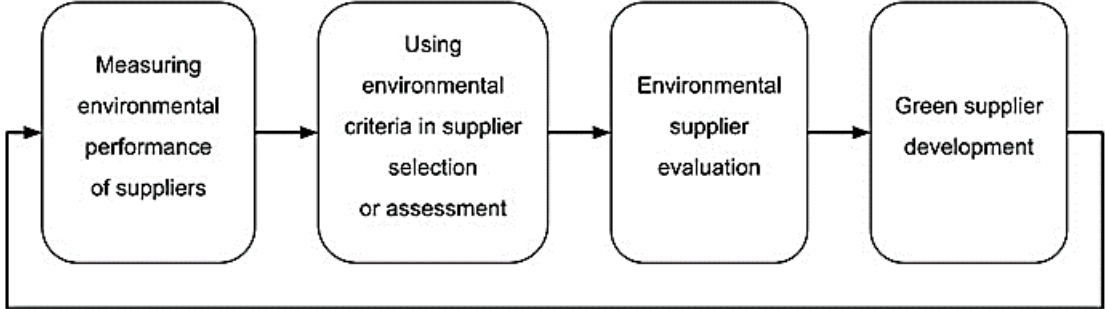 Measuring
environmental
performance
of suppliers
Using
environmental
criteria in supplier
selection
or assessment
Environmental
supplier
evaluation
Green supplier
development